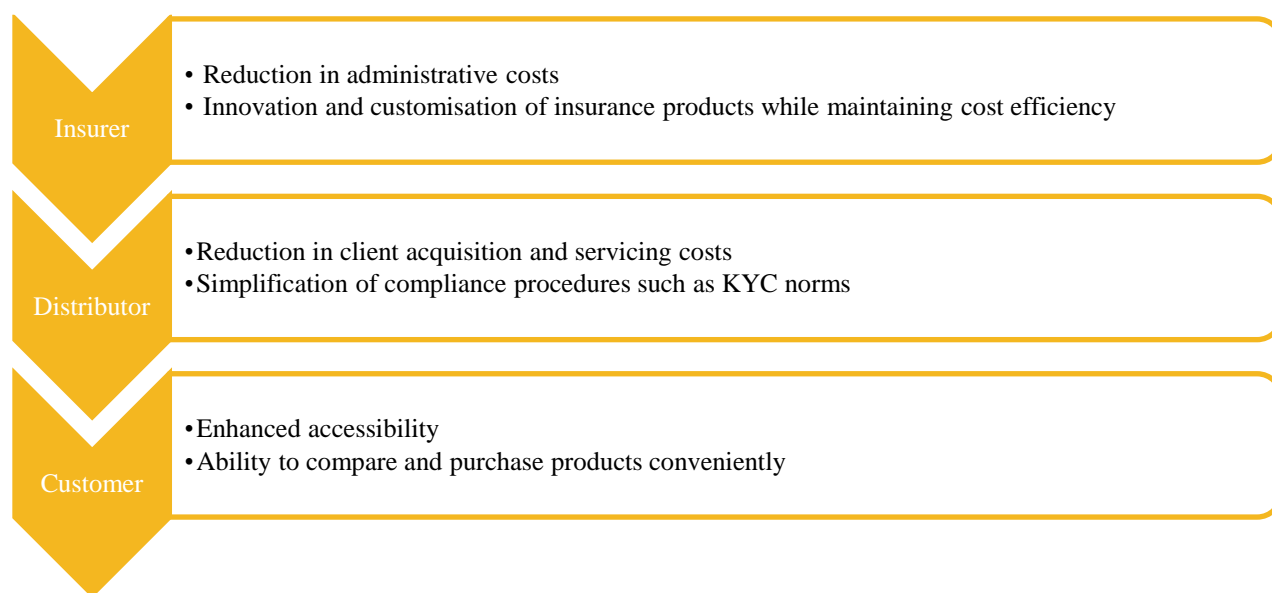 Insurer
• Reduction in administrative costs
• Innovation and customisation of insurance products while maintaining cost efficiency
Distributor
•Reduction in client acquisition and servicing costs
•Simplification of compliance procedures such as KYC norms
Customer
•Enhanced accessibility
•Ability to compare and purchase products conveniently